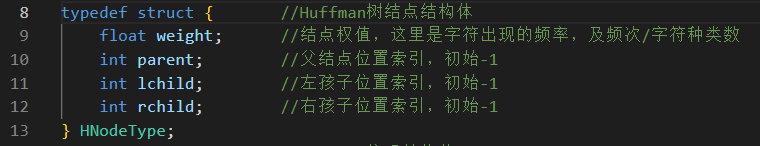 8 typedef struct { //Huffman树结点结构体
9 float weight; //结点权值，这里是字符出现的频率，及频次/字符种类数
10 int parent; //父结点位置索引，初始-1
11 int lchild; //左孩子位置索引，初始-1
12 int rchild; //右孩子位置索引，初始-1
13 } HNodeType;